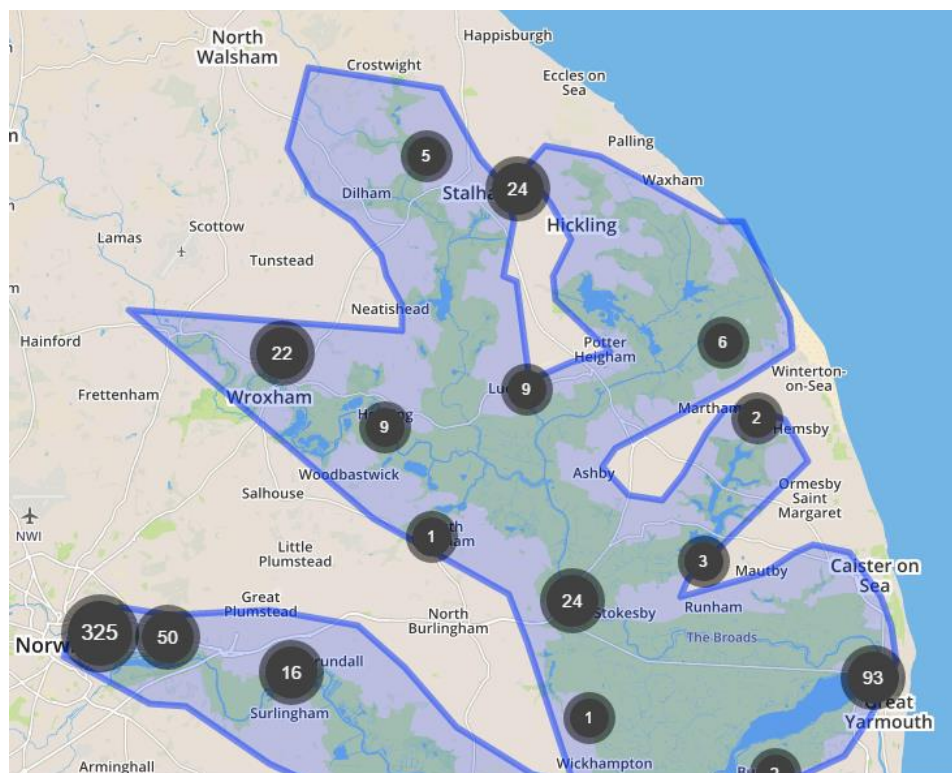 Happisburgh
North
Walsham
Crostwight
Eccles on
Sea
Palling
5
Waxham
Dilham
24
Hickling
Scottow
Lamas
Tunstead
Neatishead
Hainford
22
6
Potter
Heigham
Winterton-
on-Sea
9
Frettenham
Wroxham
Martham
2
Hemsby
9
Woodbastwick
Ashby
Salhouse
Ormesby
Saint
Margaret
NWI
1
Little
Plumstead
3
Mautby
Caister on
Sea
Great
Plumstead
24
Stokesby
Runham
North
Burlingham
325
50
The Broads
16
93
Great
Yarmouth
Surlingham
1
Wickhampton
Arminghall